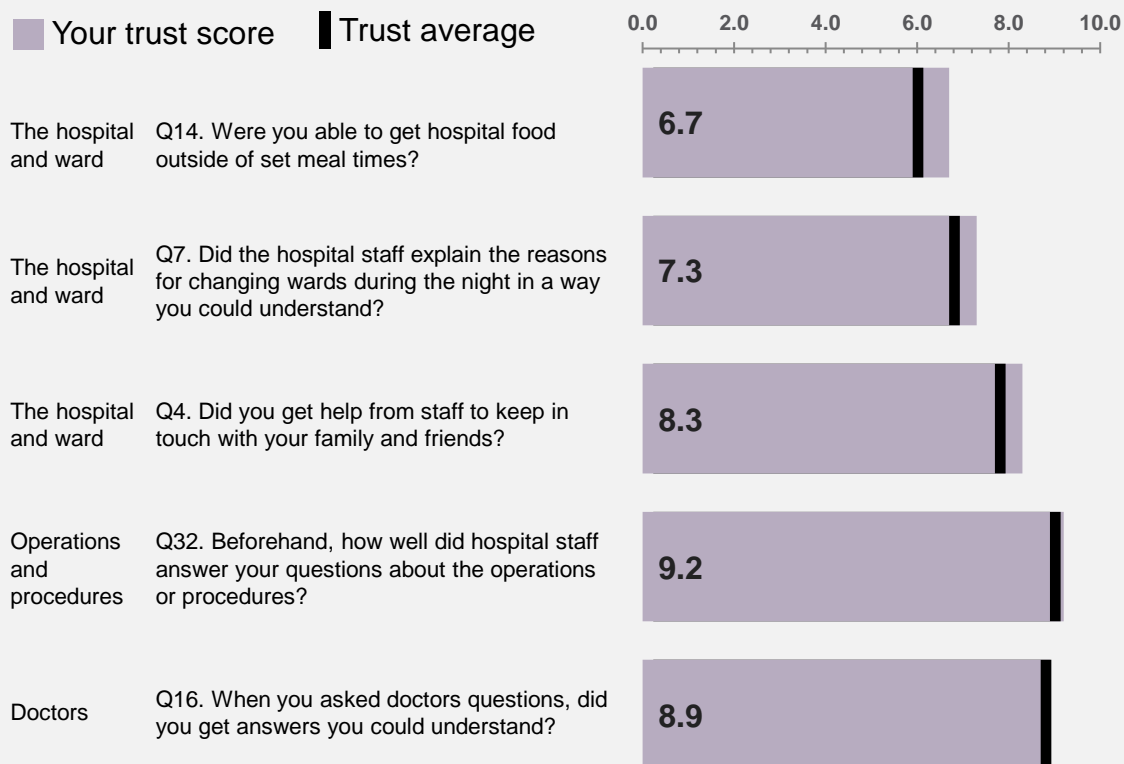 Your trust score
Trust average
0.0 2.0 4.0 6.0 8.0 10.0
The hospital
and ward
Q14. Were you able to get hospital food
outside of set meal times?
6.7
The hospital
and ward
Q7. Did the hospital staff explain the reasons
for changing wards during the night in a way
you could understand?
7.3
The hospital
and ward
Q4. Did you get help from staff to keep in
touch with your family and friends?
8.3
Operations
and
procedures
Q32. Beforehand, how well did hospital staff
answer your questions about the operations
or procedures?
9.2
Doctors
Q16. When you asked doctors questions, did
you get answers you could understand?
8.9